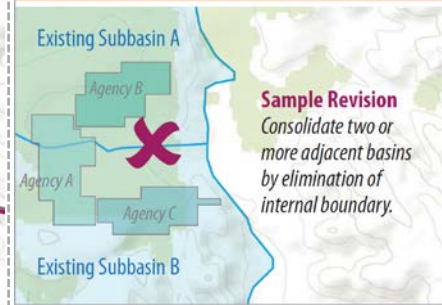 Existing Subbasin A
Agency B
Agency A
Agency C
Existing Subbasin B
Sample Revision
Consolidate two or
more adjacent basins
by elimination of
internal boundary.